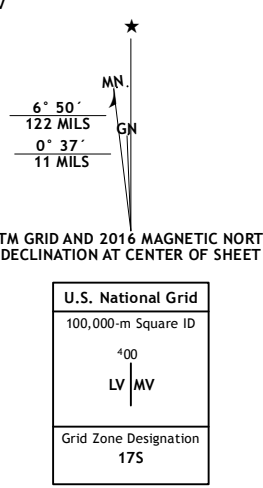 MN
GN
6° 50´
122 MILS
0° 37´
11 MILS
TM GRID AND 2016 MAGNETIC NORT
DECLINATION AT CENTER OF SHEET
U.S. National Grid
100,000-m Square ID
400
LV MV
Grid Zone Designation
17S